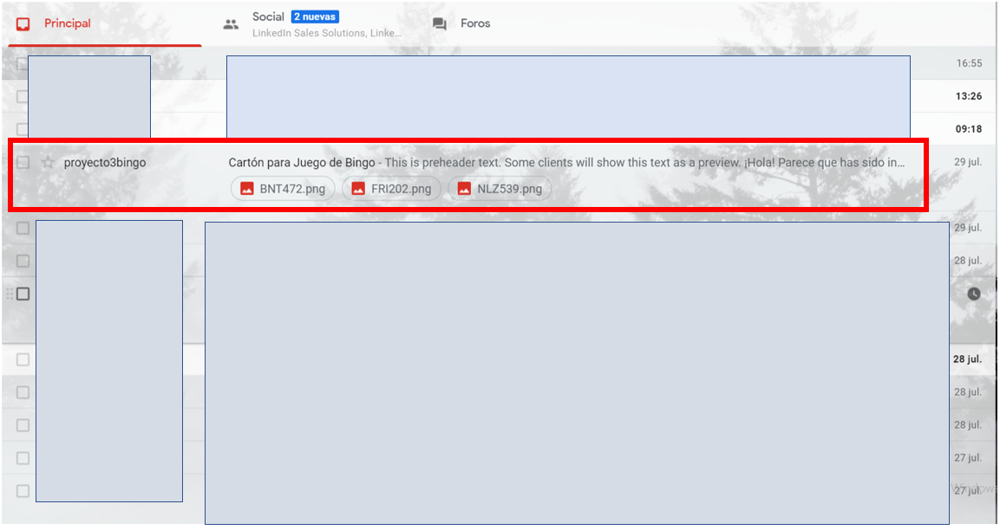 Principal
Social 2 nuevas
LinkedIn Sales Solutions, Linke...
Foros
16:55
13:26
09:18
proyecto3bingo Cartón para Juego de Bingo - This is preheader text. Some clients will show this text as a preview. ¡Hola! Parece que has sido in... 29 jul.
BNT472.png FRI202.png NLZ539.png
29 jul.
28 jul.
28 jul.
28 jul.
28 jul.
27 jul.
Windows
27 jul.